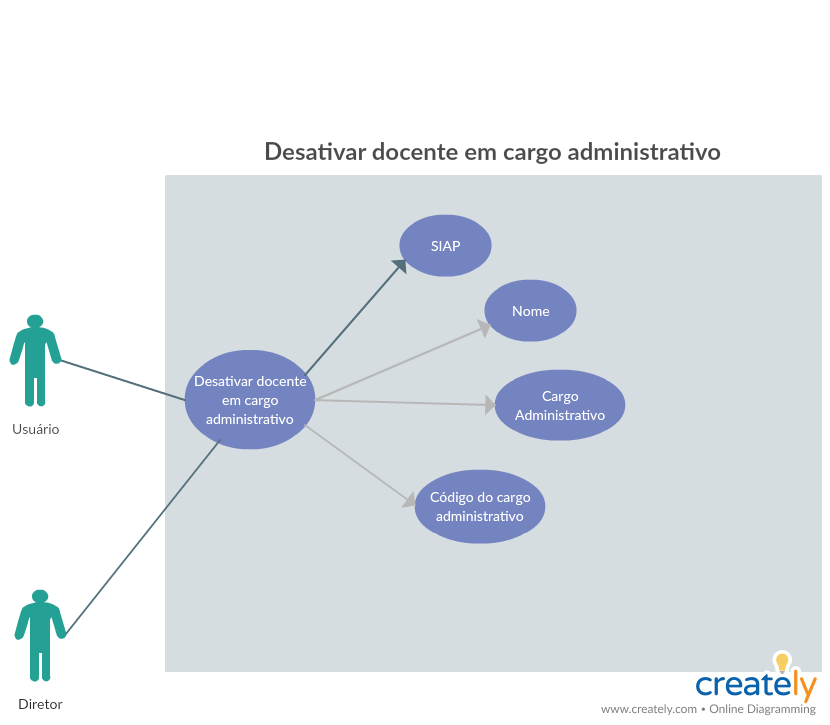 Desativar docente em cargo administrativo
SIAP
Nome
Desativar docente
em cargo
administrativo
Cargo
Administrativo
Usuário
Código do cargo
administrativo
Diretor
creately
www.creately.com • Online Diagramming